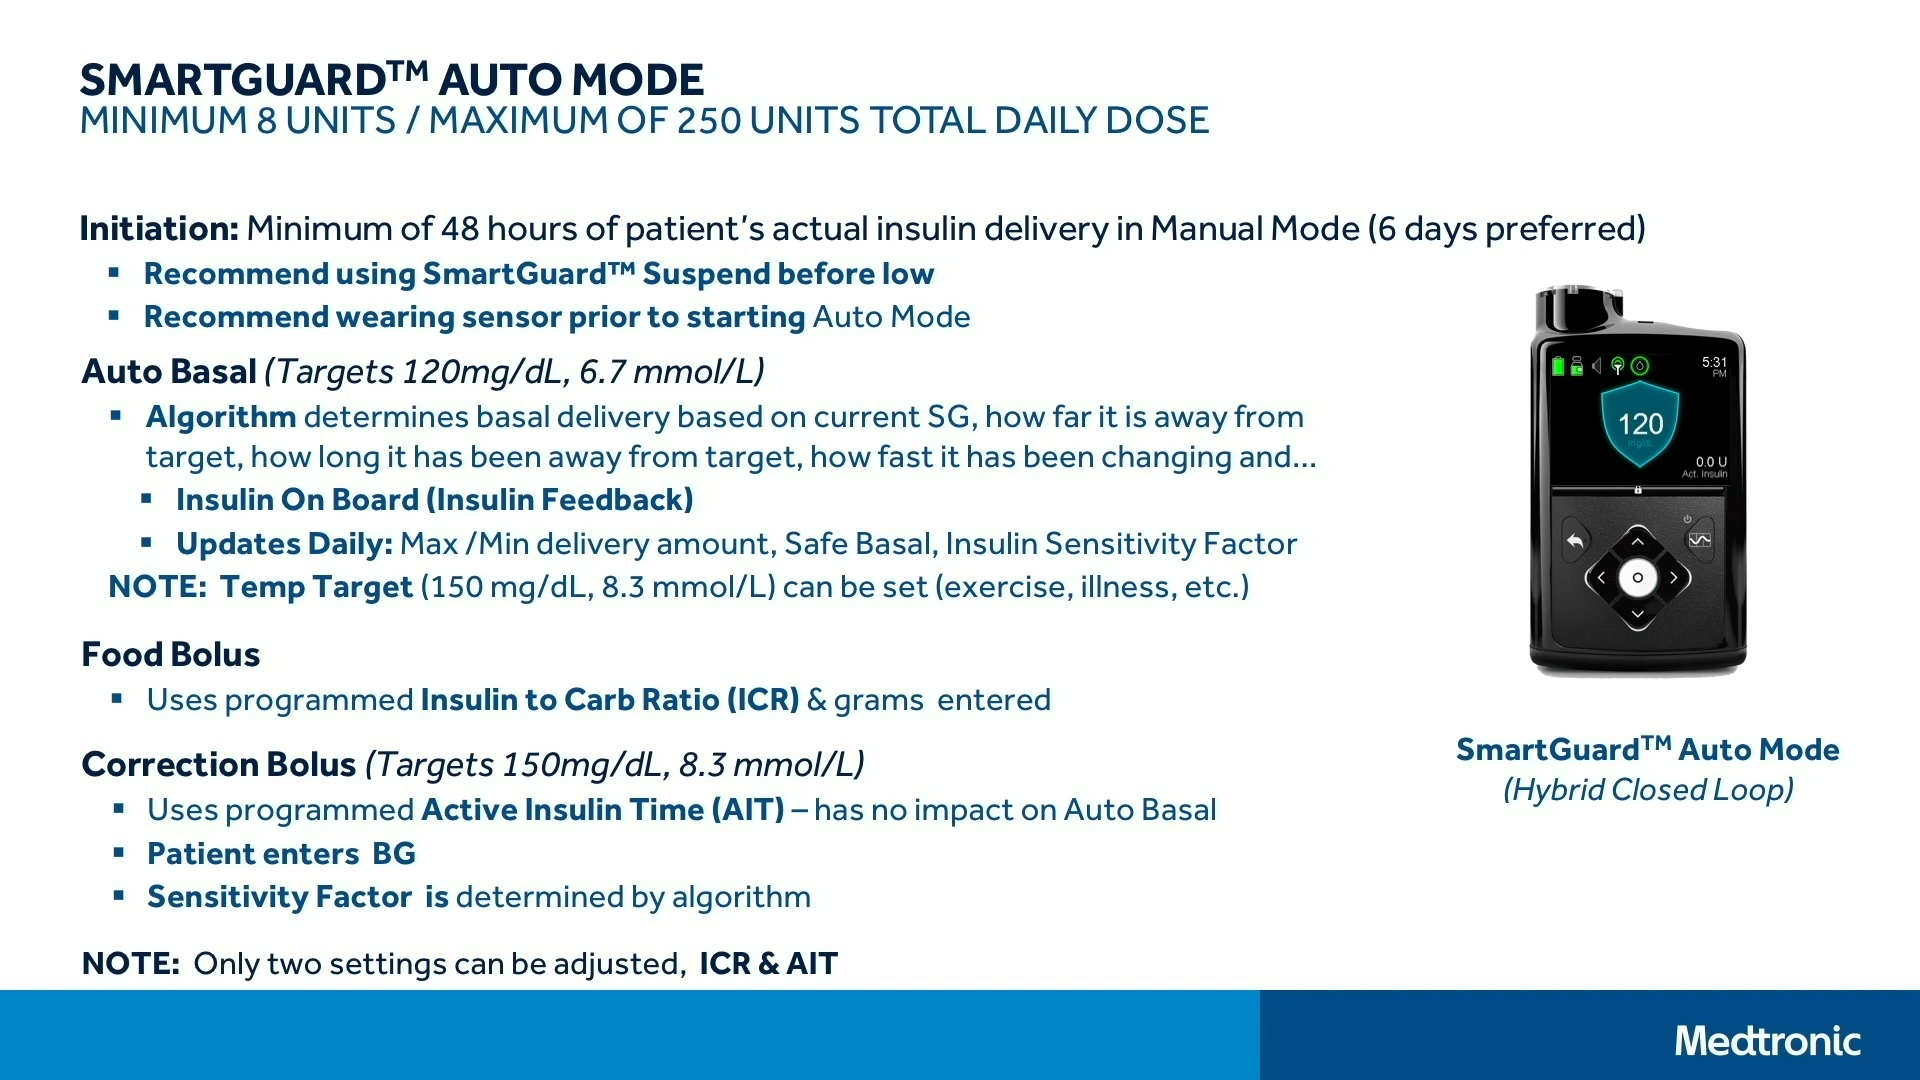 SMARTGUARD™ AUTO MODE
MINIMUM 8 UNITS / MAXIMUM OF 250 UNITS TOTAL DAILY DOSE
Initiation: Minimum of 48 hours of patient’s actual insulin delivery in Manual Mode (6 days preferred)
▪ Recommend using SmartGuard™ Suspend before low
▪ Recommend wearing sensor prior to starting Auto Mode
Auto Basal (Targets 120mg/dL, 6.7 mmol/L)
▪ Algorithm determines basal delivery based on current SG, how far it is away from
target, how long it has been away from target, how fast it has been changing and…
▪ Insulin On Board (Insulin Feedback)
▪ Updates Daily: Max /Min delivery amount, Safe Basal, Insulin Sensitivity Factor
NOTE: Temp Target (150 mg/dL, 8.3 mmol/L) can be set (exercise, illness, etc.)
Food Bolus
▪ Uses programmed Insulin to Carb Ratio (ICR) & grams entered
Correction Bolus (Targets 150mg/dL, 8.3 mmol/L)
▪ Uses programmed Active Insulin Time (AIT) – has no impact on Auto Basal
▪ Patient enters BG
▪ Sensitivity Factor is determined by algorithm
NOTE: Only two settings can be adjusted, ICR & AIT
5:31
PM
120
mg/dL
0.0 U
Act. Insulin
SmartGuard™ Auto Mode
(Hybrid Closed Loop)
Medtronic